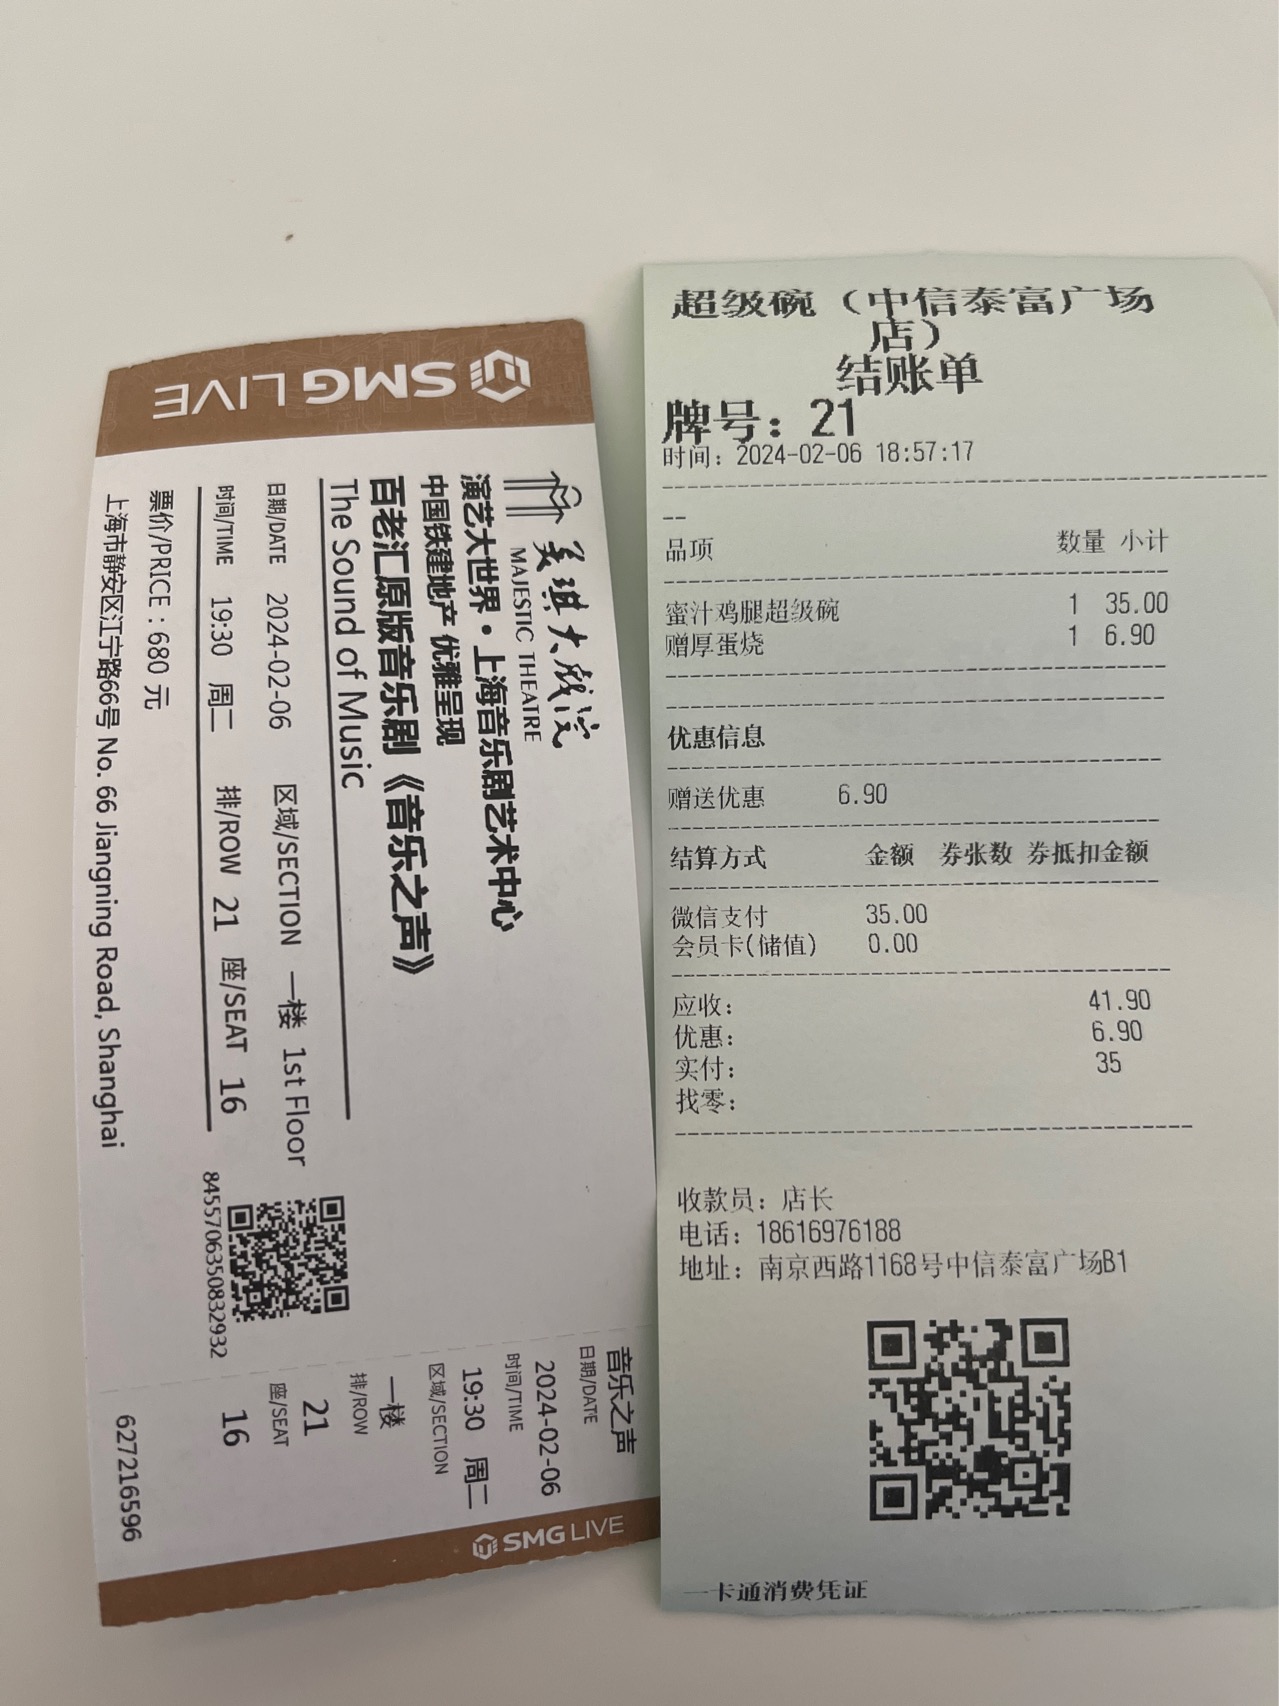 SMG LIVE
美琪大戏院
MAJESTIC THEATRE
演艺大世界·上海音乐剧艺术中心
中国铁建地产 优雅呈现
百老汇原版音乐剧《音乐之声》
The Sound of Music
日期/DATE 2024-02-06 区域/SECTION 一楼 1st Floor
时间/TIME 19:30 周二 排/ROW 21 座/SEAT 16
票价/PRICE：680 元
上海市静安区江宁路66号 No. 66 Jiangning Road, Shanghai
8455706350832932
音乐之声
日期/DATE
2024-02-06
时间/TIME
19:30 周二
区域/SECTION
一楼
排/ROW
21
座/SEAT
16
627216596
SMG LIVE
超级碗（中信泰富广场
店）
结账单
牌号：21
时间：2024-02-06 18:57:17
品项 数量 小计
蜜汁鸡腿超级碗 1 35.00
赠厚蛋烧 1 6.90
优惠信息
赠送优惠 6.90
结算方式 金额 券张数 券抵扣金额
微信支付 35.00
会员卡(储值) 0.00
应收： 41.90
优惠： 6.90
实付： 35
找零：
收款员：店长
电话：18616976188
地址：南京西路1168号中信泰富广场B1
一卡通消费凭证